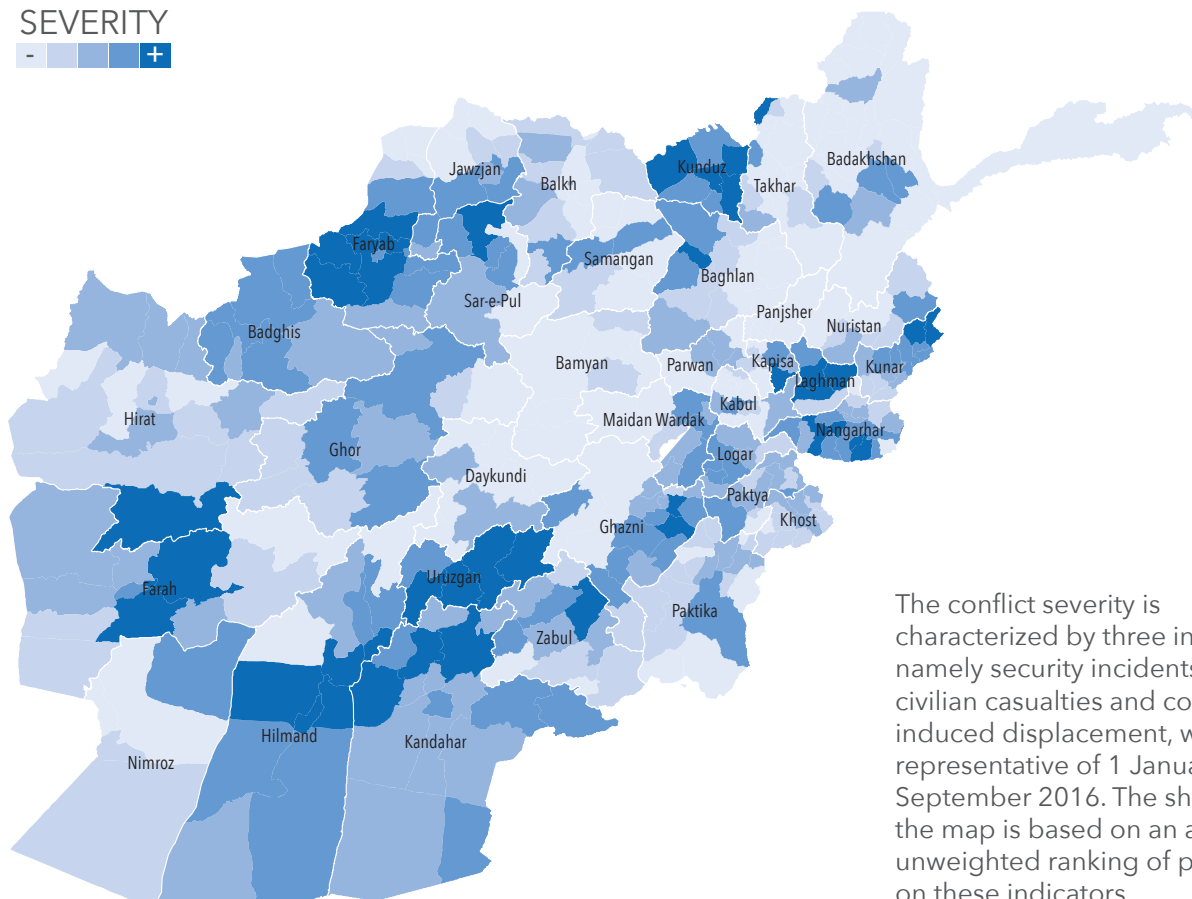 SEVERITY
- +
Jawzjan
Balkh
Kunduz
Takhar
Badakhshan
Faryab
Samangan
Baghlan
Sar-e-Pul
Badghis
Panjsher
Nuristan
Bamyan
Parwan
Kapisa
Laghman
Kunar
Kabul
Hirat
Maidan Wardak
Nangarhar
Ghor
Logar
Daykundi
Paktya
Khost
Ghazni
Uruzgan
Farah
Paktika
Zabul
Hilmand
Kandahar
Nimroz
The conflict severity is
characterized by three in
namely security incidents
civilian casualties and co
induced displacement, w
representative of 1 Janua
September 2016. The sh
the map is based on an a
unweighted ranking of p
on these indicators